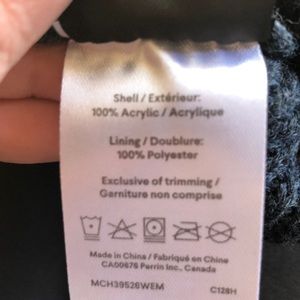 Shell / Extérieur:
100% Acrylic / Acrylique
Lining / Doublure:
100% Polyester
Exclusive of trimming /
Garniture non comprise
Made in China / Fabriqué en Chine
CA00676 Perrin Inc., Canada
MCH39526WEM C128H